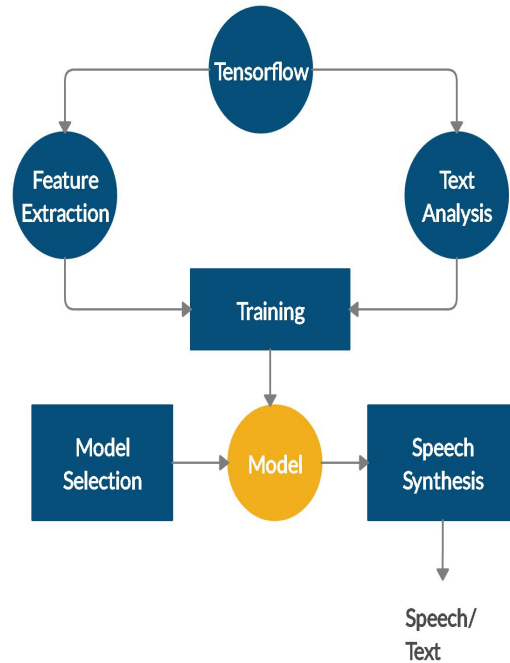 Tensorflow
Feature
Extraction
Text
Analysis
Training
Model
Selection
Model
Speech
Synthesis
Speech/
Text